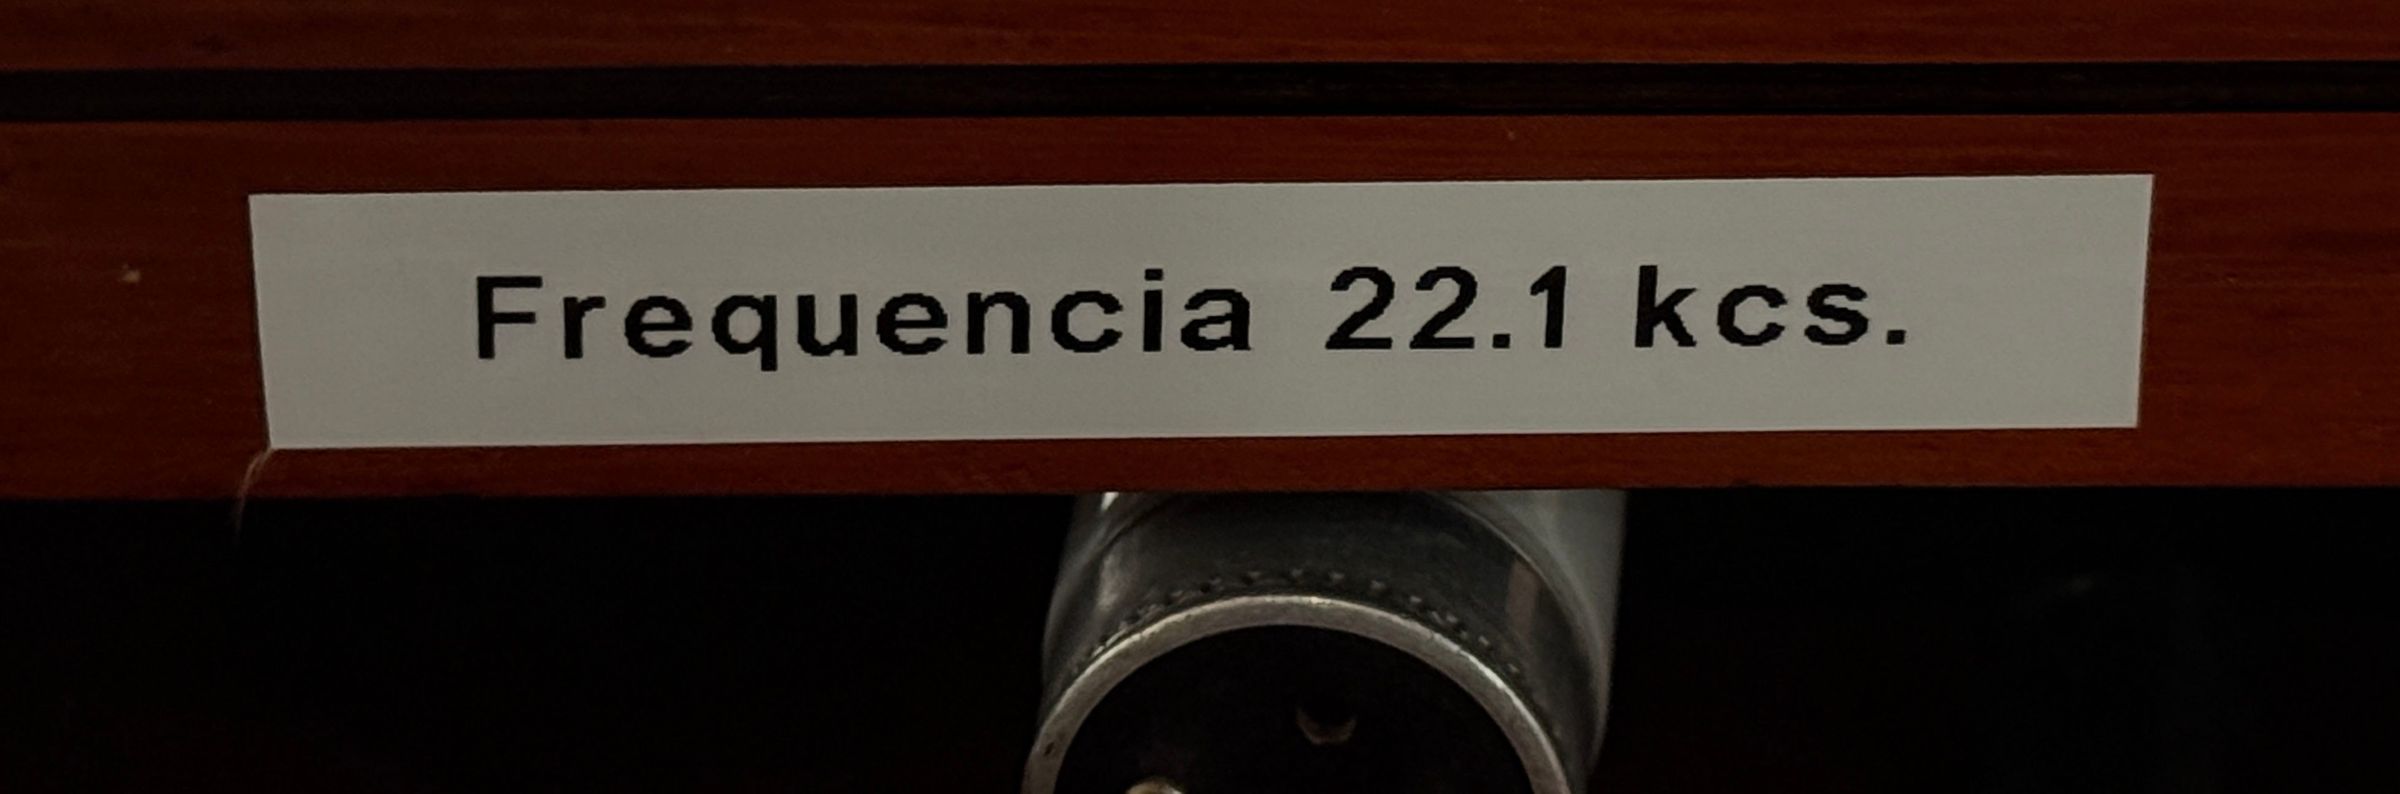 Frequencia 22.1 kcs.